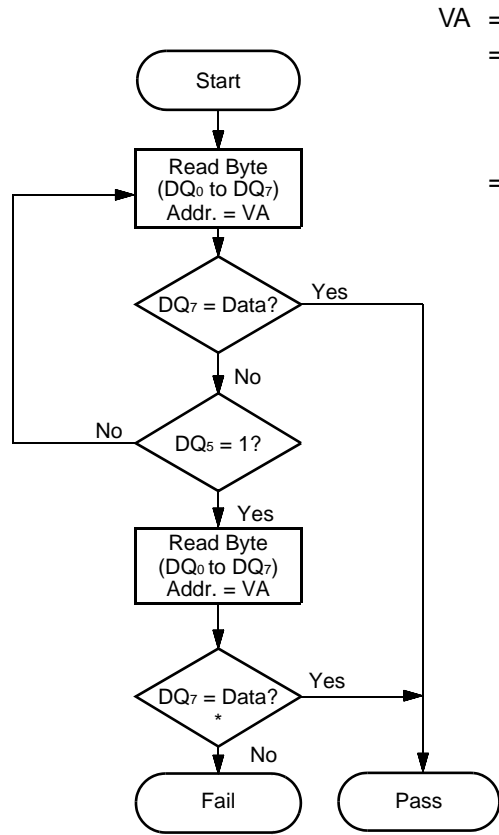 VA =
=
Start
Read Byte
(DQ0 to DQ7)
Addr. = VA
=
DQ7 = Data?
Yes
No
No
DQ5 = 1?
Yes
Read Byte
(DQ0 to DQ7)
Addr. = VA
DQ7 = Data?
*
Yes
No
Fail
Pass